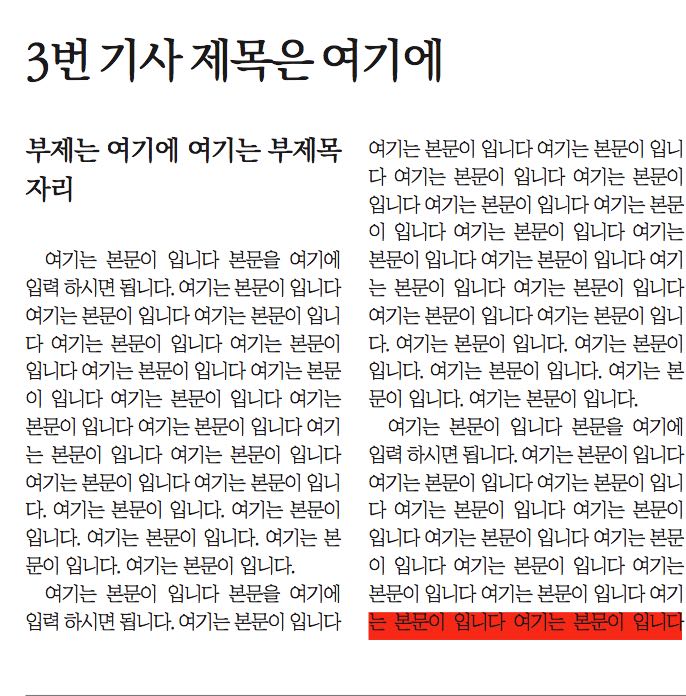 3번 기사 제목은 여기에
부제는 여기에 여기는 부제목
자리
여기는 본문이 입니다 본문을 여기에
입력 하시면 됩니다. 여기는 본문이 입니다
여기는 본문이 입니다 여기는 본문이 입니
다 여기는 본문이 입니다 여기는 본문이
입니다 여기는 본문이 입니다 여기는 본문
이 입니다 여기는 본문이 입니다 여기는
본문이 입니다 여기는 본문이 입니다 여기
는 본문이 입니다 여기는 본문이 입니다
여기는 본문이 입니다 여기는 본문이 입니
다. 여기는 본문이 입니다. 여기는 본문이
입니다. 여기는 본문이 입니다. 여기는 본
문이 입니다. 여기는 본문이 입니다.
여기는 본문이 입니다 본문을 여기에
입력 하시면 됩니다. 여기는 본문이 입니다
여기는 본문이 입니다 여기는 본문이 입니
다 여기는 본문이 입니다 여기는 본문이
입니다 여기는 본문이 입니다 여기는 본문
이 입니다 여기는 본문이 입니다 여기는
본문이 입니다 여기는 본문이 입니다 여기
는 본문이 입니다 여기는 본문이 입니다
여기는 본문이 입니다 여기는 본문이 입니
다. 여기는 본문이 입니다. 여기는 본문이
입니다. 여기는 본문이 입니다. 여기는 본
문이 입니다. 여기는 본문이 입니다.
여기는 본문이 입니다 본문을 여기에
입력 하시면 됩니다. 여기는 본문이 입니다
여기는 본문이 입니다 여기는 본문이 입니
다 여기는 본문이 입니다 여기는 본문이
입니다 여기는 본문이 입니다 여기는 본문
이 입니다 여기는 본문이 입니다 여기는
본문이 입니다 여기는 본문이 입니다 여기
는 본문이 입니다 여기는 본문이 입니다